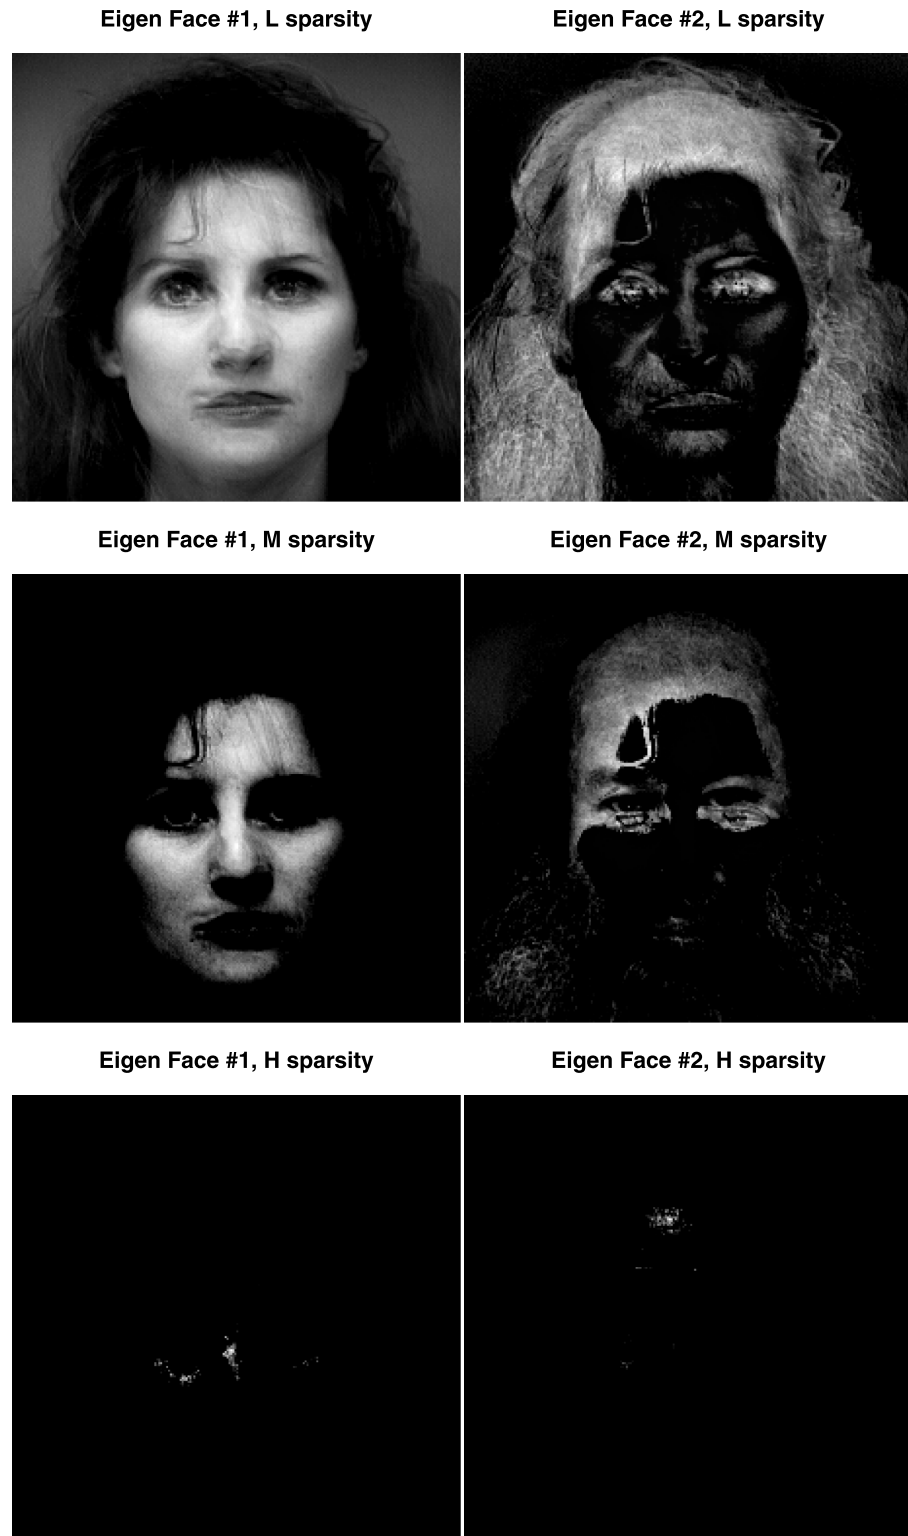 Eigen Face #1, L sparsity
Eigen Face #2, L sparsity
Eigen Face #1, M sparsity
Eigen Face #2, M sparsity
Eigen Face #1, H sparsity
Eigen Face #2, H sparsity